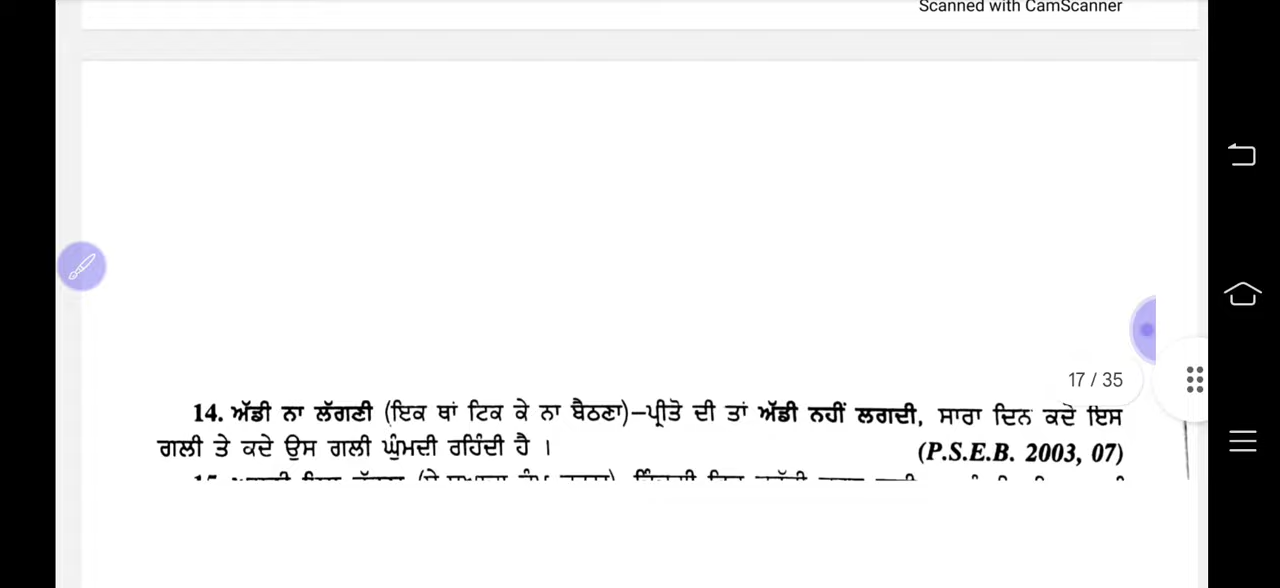 Scanned with CamScanner
17 / 35
14. ਅੱਡੀ ਨਾ ਲੱਗਣੀ (ਇਕ ਥਾਂ ਟਿਕ ਕੇ ਨਾ ਬੈਠਣਾ)–ਪ੍ਰੀਤੋ ਦੀ ਤਾਂ ਅੱਡੀ ਨਹੀਂ ਲਗਦੀ, ਸਾਰਾ ਦਿਨ ਕਦੇ ਇਸ
ਗਲੀ ਤੇ ਕਦੇ ਉਸ ਗਲੀ ਘੁੰਮਦੀ ਰਹਿੰਦੀ ਹੈ । (P.S.E.B. 2003, 07)